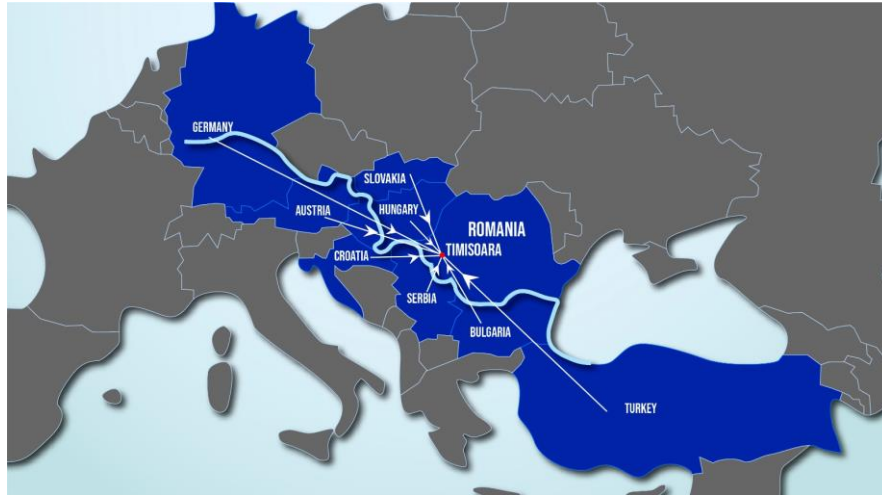 GERMANY
SLOVAKIA
AUSTRIA
HUNGARY
ROMANIA
TIMISOARA
CROATIA
SERBIA
BULGARIA
TURKEY